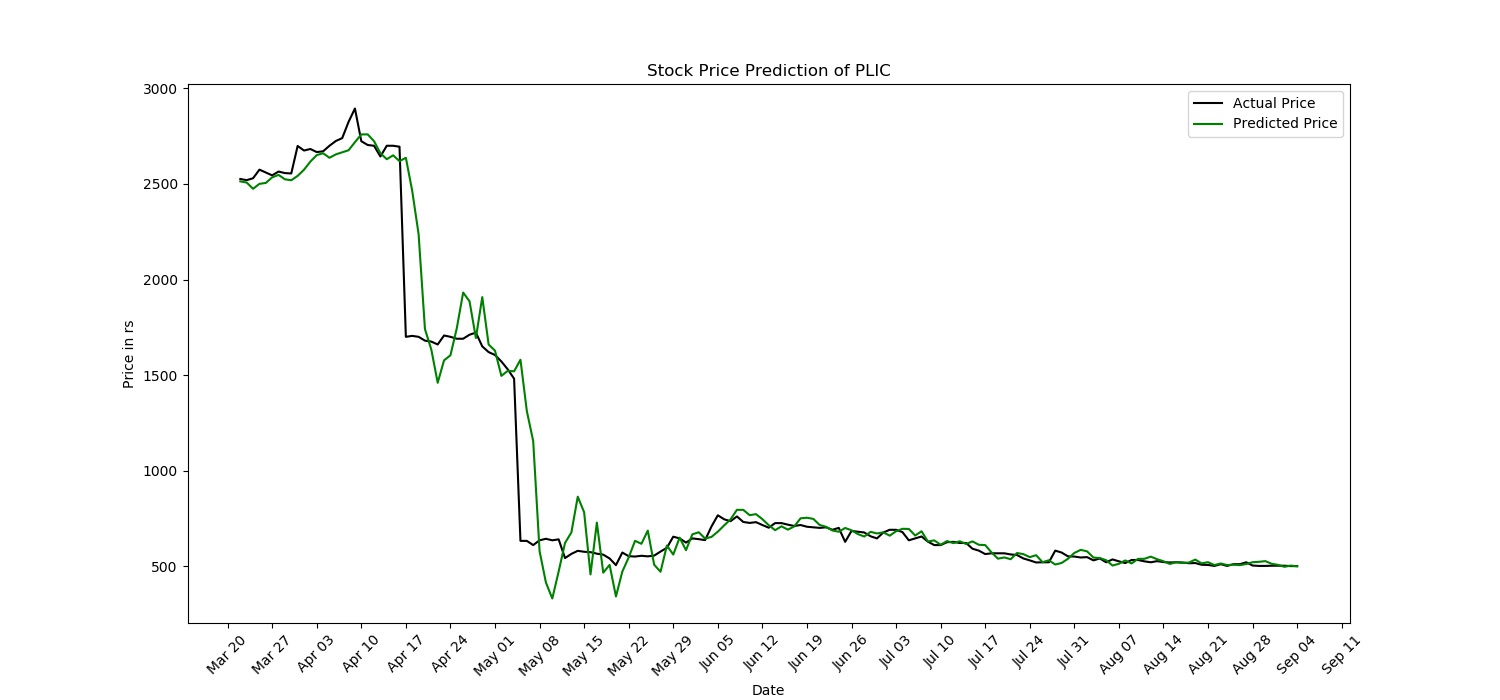 Stock Price Prediction of PLIC
Actual Price
Predicted Price
Price in rs
3000
2500
2000
1500
1000
500
Mar 20
Mar 27
Apr 03
Apr 10
Apr 17
Apr 24
May 01
May 08
May 15
May 22
May 29
Jun 05
Jun 12
Jun 19
Jun 26
Jul 03
Jul 10
Jul 17
Jul 24
Jul 31
Aug 07
Aug 14
Aug 21
Aug 28
Sep 04
Sep 11
Date